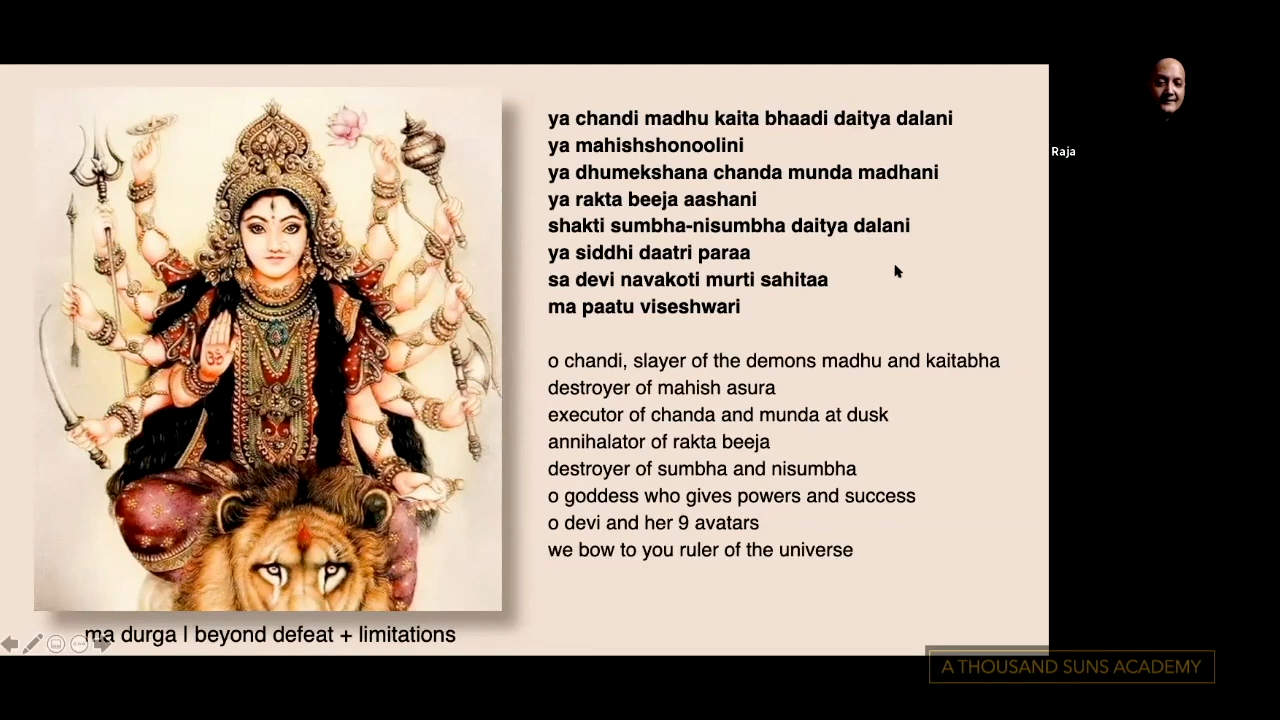 ya chandi madhu kaita bhaadi daitya dalani
ya mahishshonoolini
ya dhumekshana chanda munda madhani
ya rakta beeja aashani
shakti sumbha-nisumbha daitya dalani
ya siddhi daatri paraa
sa devi navakoti murti sahitaa
ma paatu viseshwari
o chandi, slayer of the demons madhu and kaitabha
destroyer of mahish asura
executor of chanda and munda at dusk
annihalator of rakta beeja
destroyer of sumbha and nisumbha
o goddess who gives powers and success
o devi and her 9 avatars
we bow to you ruler of the universe
ma durga | beyond defeat + limitations
Raja
A THOUSAND SUNS ACADEMY